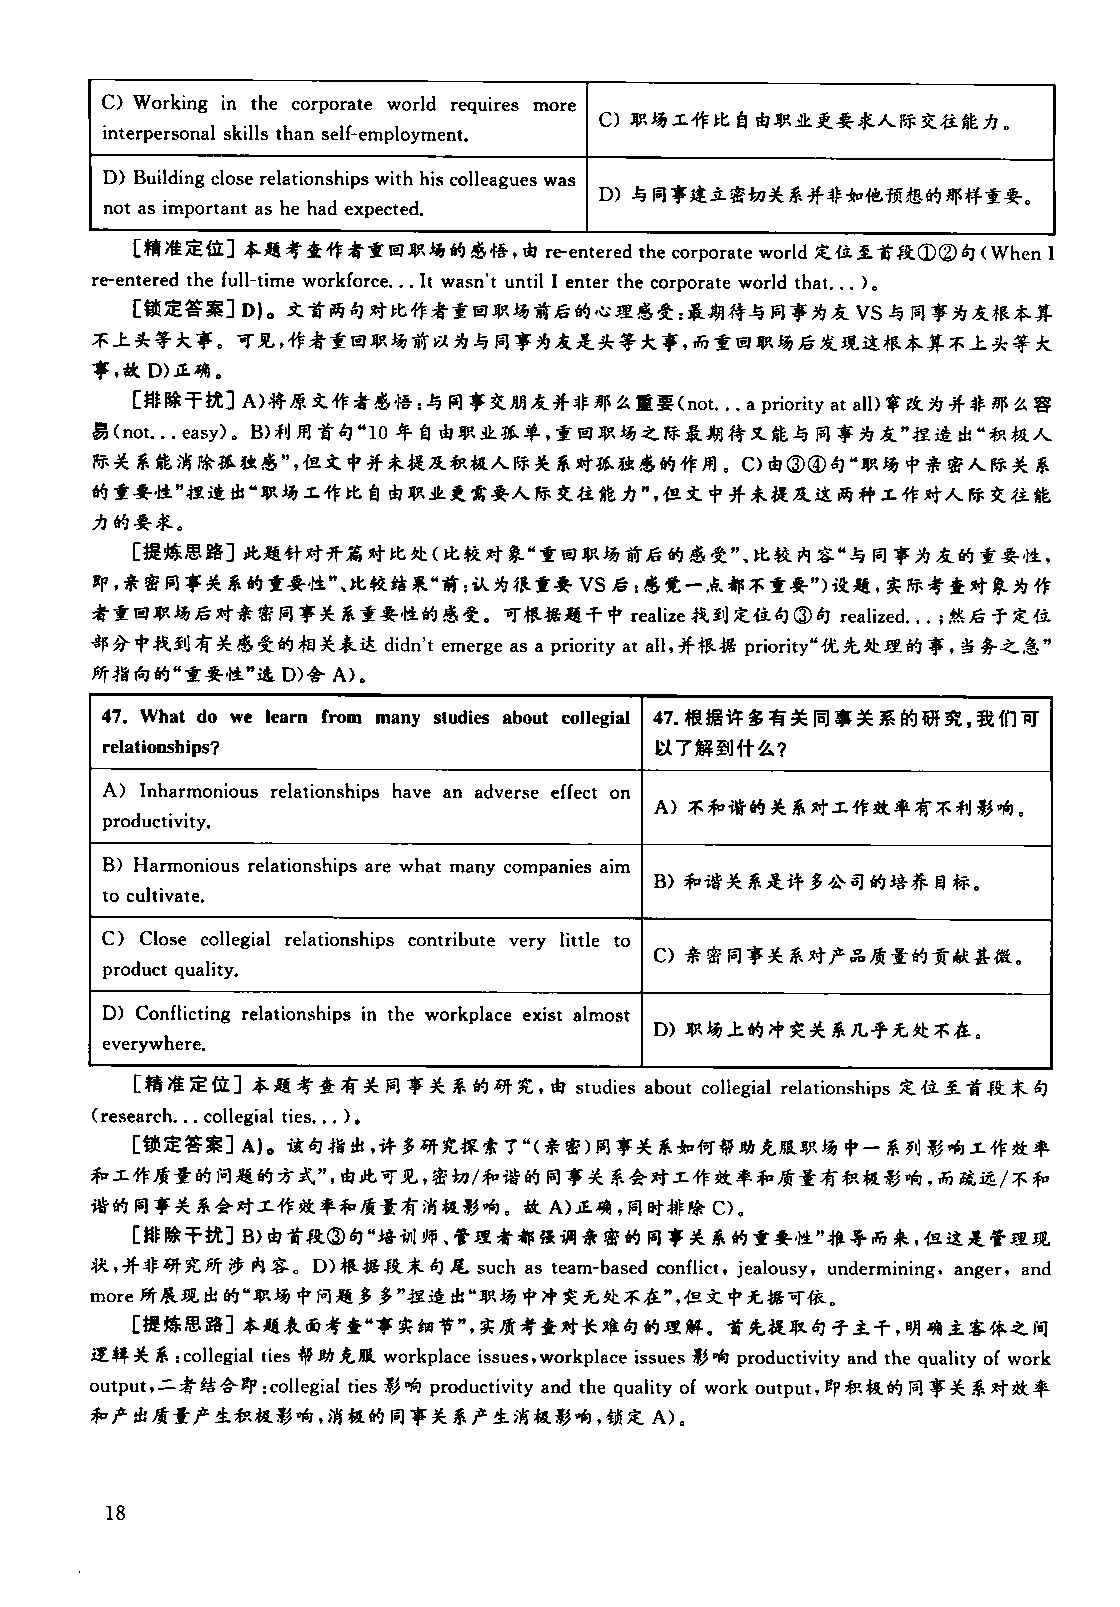 C) Working in the corporate world requires more
interpersonal skills than self-employment.
C) 职场工作比自由职业更要求人际交往能力。
D) Building close relationships with his colleagues was
not as important as he had expected.
D) 与同事建立密切关系并非如他预想的那样重要。
[精准定位] 本题考查作者重回职场的感悟,由 re-entered the corporate world 定位至首段①②句(When I
re-entered the full-time workforce... It wasn't until I enter the corporate world that... )。
[锁定答案] D)。文首两句对比作者重回职场前后的心理感受:最期待与同事为友 VS 与同事为友根本算
不上头等大事。可见,作者重回职场前以为与同事为友是头等大事,而重回职场后发现这根本算不上头等大
事,故 D)正确。
[排除干扰] A)将原文作者感悟:与同事交朋友并非那么重要(not... a priority at all)窜改为并非那么容
易(not... easy)。B)利用首句“10 年自由职业孤单,重回职场之际最期待又能与同事为友”捏造出“积极人
际关系能消除孤独感”,但文中并未提及积极人际关系对孤独感的作用。C)由③④句“职场中亲密人际关系
的重要性”捏造出“职场工作比自由职业更需要人际交往能力”,但文中并未提及这两种工作对人际交往能
力的要求。
[提炼思路] 此题针对开篇对比处(比较对象“重回职场前后的感受”、比较内容“与同事为友的重要性,
即,亲密同事关系的重要性”、比较结果“前:认为很重要 VS 后:感觉一点都不重要”)设题,实际考查对象为作
者重回职场后对亲密同事关系重要性的感受。可根据题干中 realize 找到定位句③句 realized...;然后于定位
部分中找到有关感受的相关表达 didn't emerge as a priority at all,并根据 priority“优先处理的事,当务之急”
所指向的“重要性”选 D)舍 A)。
47. What do we learn from many studies about collegial
relationships?
47. 根据许多有关同事关系的研究,我们可
以了解到什么?
A) Inharmonious relationships have an adverse effect on
productivity.
A) 不和谐的关系对工作效率有不利影响。
B) Harmonious relationships are what many companies aim
to cultivate.
B) 和谐关系是许多公司的培养目标。
C) Close collegial relationships contribute very little to
product quality.
C) 亲密同事关系对产品质量的贡献甚微。
D) Conflicting relationships in the workplace exist almost
everywhere.
D) 职场上的冲突关系几乎无处不在。
[精准定位] 本题考查有关同事关系的研究,由 studies about collegial relationships 定位至首段末句
(research... collegial ties...)。
[锁定答案] A)。该句指出,许多研究探索了“(亲密)同事关系如何帮助克服职场中一系列影响工作效率
和工作质量的问题的方式”,由此可见,密切/和谐的同事关系会对工作效率和质量有积极影响,而疏远/不和
谐的同事关系会对工作效率和质量有消极影响。故 A)正确,同时排除 C)。
[排除干扰] B)由首段③句“培训师、管理者都强调亲密的同事关系的重要性”推导而来,但这是管理现
状,并非研究所涉内容。D)根据段末句尾 such as team-based conflict, jealousy, undermining, anger, and
more 所展现出的“职场中问题多多”捏造出“职场中冲突无处不在”,但文中无据可依。
[提炼思路] 本题表面考查“事实细节”,实质考查对长难句的理解。首先提取句子主干,明确主客体之间
逻辑关系:collegial ties 帮助克服 workplace issues,workplace issues 影响 productivity and the quality of work
output,二者结合即:collegial ties 影响 productivity and the quality of work output,即积极的同事关系对效率
和产出质量产生积极影响,消极的同事关系产生消极影响,锁定 A)。
18